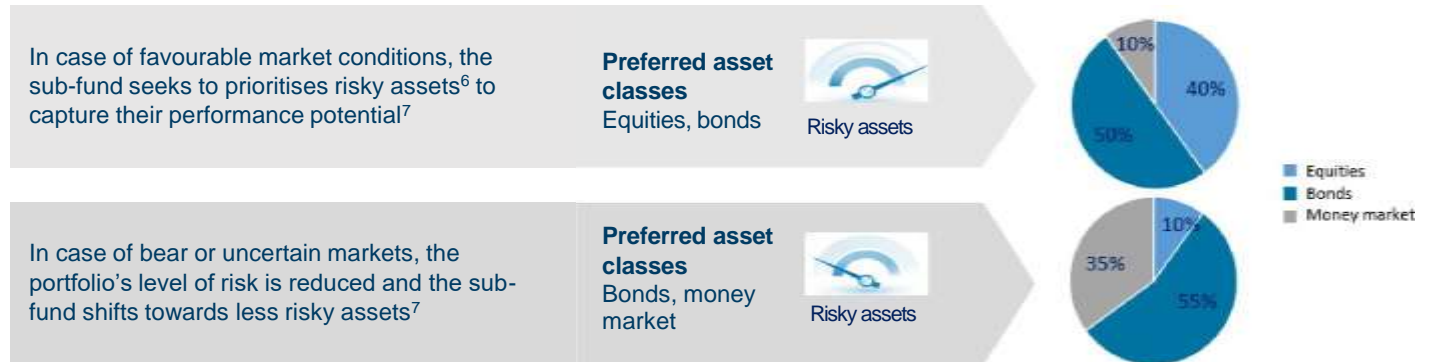 In case of favourable market conditions, the
sub-fund seeks to prioritises risky assets⁶ to
capture their performance potential⁷
Preferred asset
classes
Equities, bonds
Risky assets
10%
40%
50%
Equities
Bonds
Money market
In case of bear or uncertain markets, the
portfolio's level of risk is reduced and the sub-
fund shifts towards less risky assets⁷
Preferred asset
classes
Bonds, money
market
Risky assets
10%
35%
55%